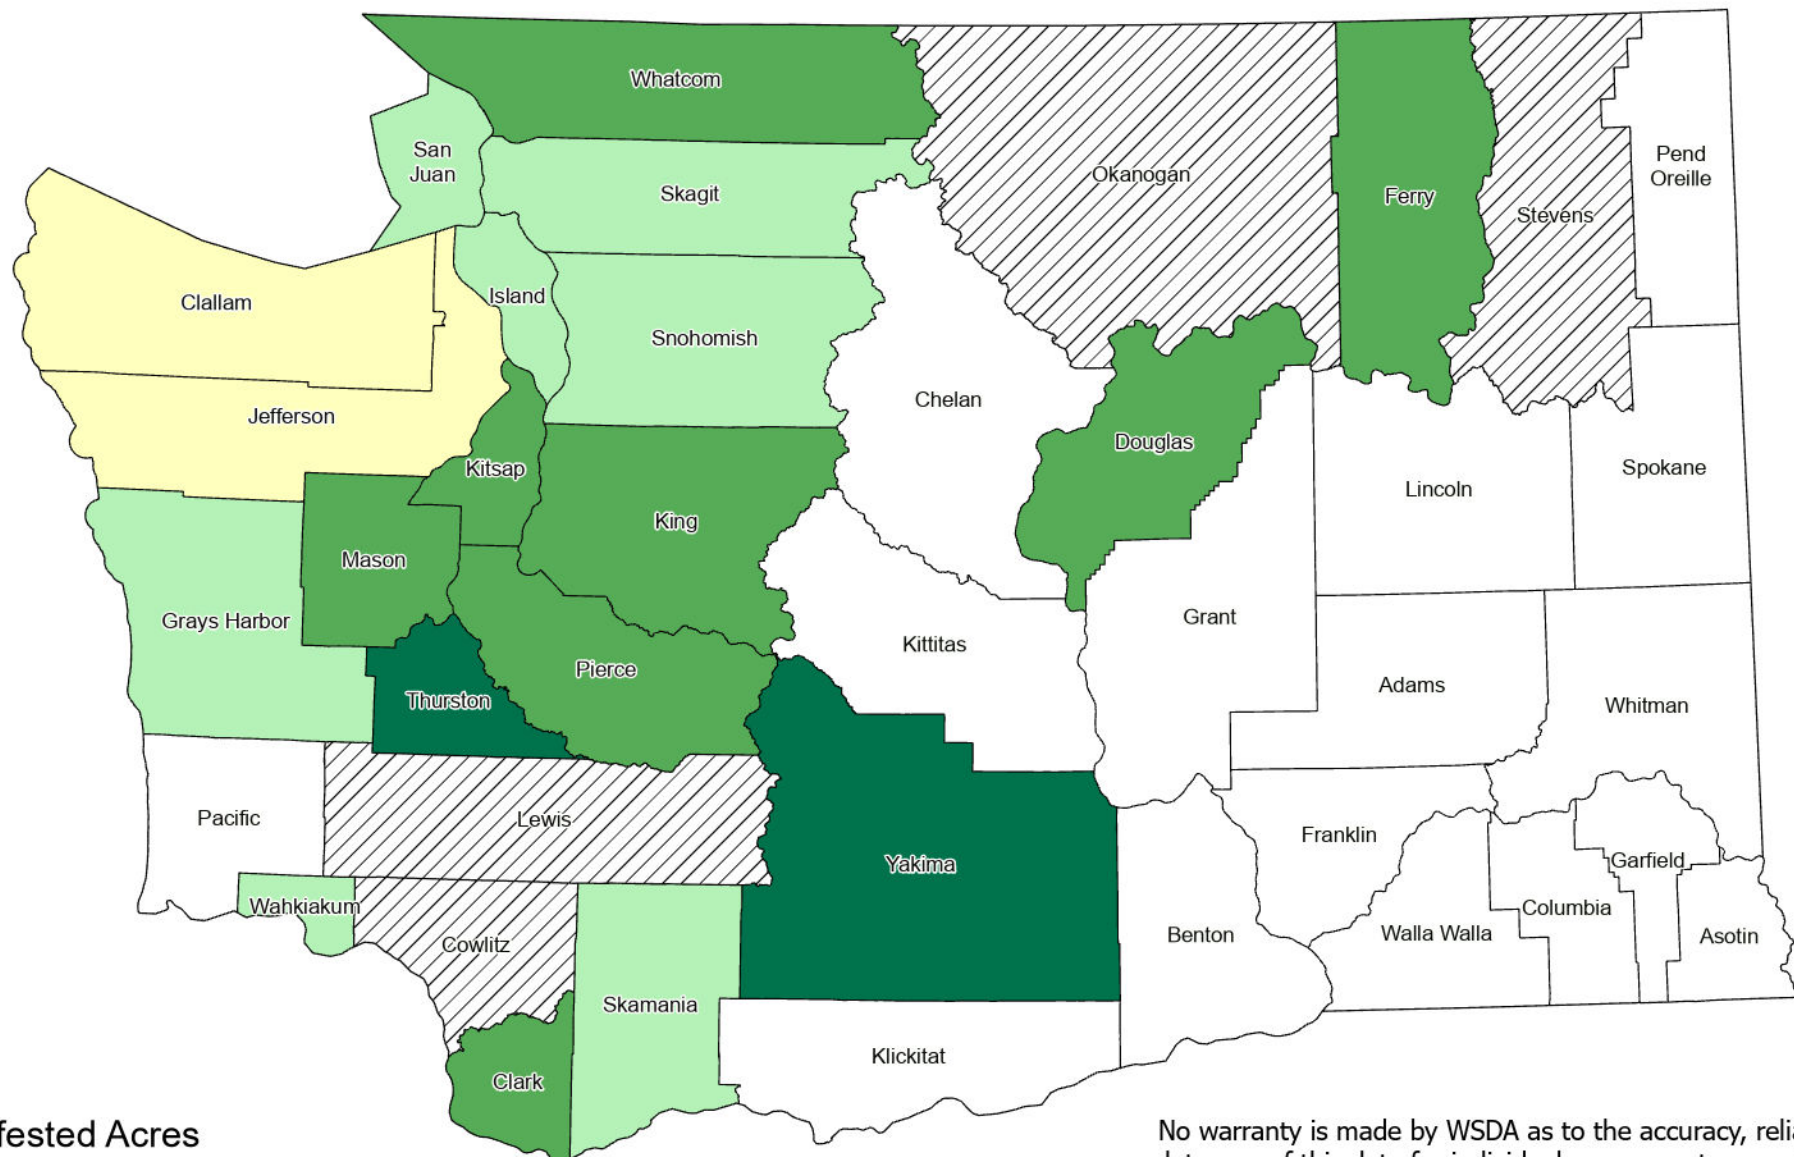 Whatcom
San
Juan
Skagit
Okanogan
Ferry
Stevens
Pend
Oreille
Clallam
Island
Snohomish
Jefferson
Chelan
Douglas
Kitsap
King
Lincoln
Spokane
Mason
Grays Harbor
Pierce
Kittitas
Grant
Adams
Whitman
Thurston
Pacific
Lewis
Yakima
Franklin
Garfield
Wahkiakum
Cowlitz
Benton
Walla Walla
Columbia
Asotin
Skamania
Klickitat
Clark
fested Acres
No warranty is made by WSDA as to the accuracy, relia